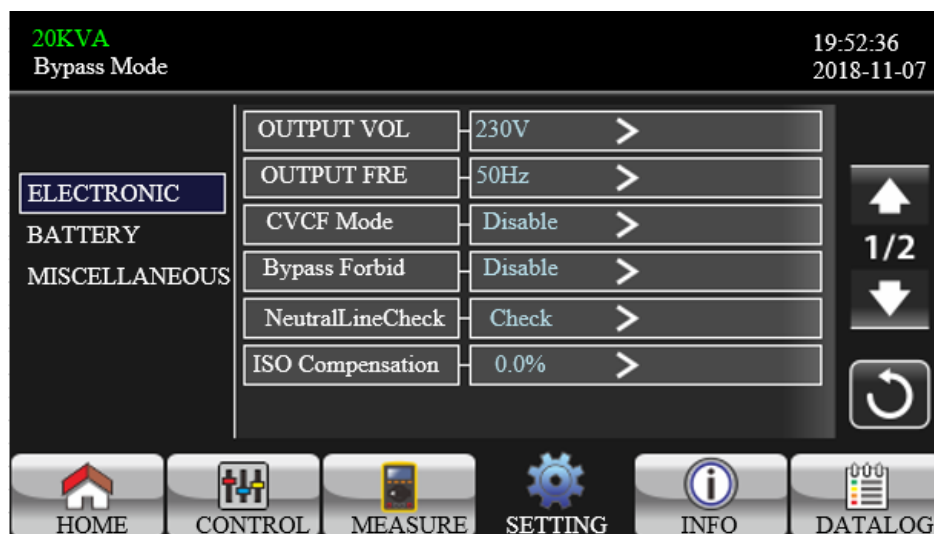 20KVA
Bypass Mode
19:52:36
2018-11-07
ELECTRONIC
BATTERY
MISCELLANEOUS
OUTPUT VOL 230V
OUTPUT FRE 50Hz
CVCF Mode Disable
Bypass Forbid Disable
NeutralLineCheck Check
ISO Compensation 0.0%
1/2
HOME CONTROL MEASURE SETTING INFO DATALOG